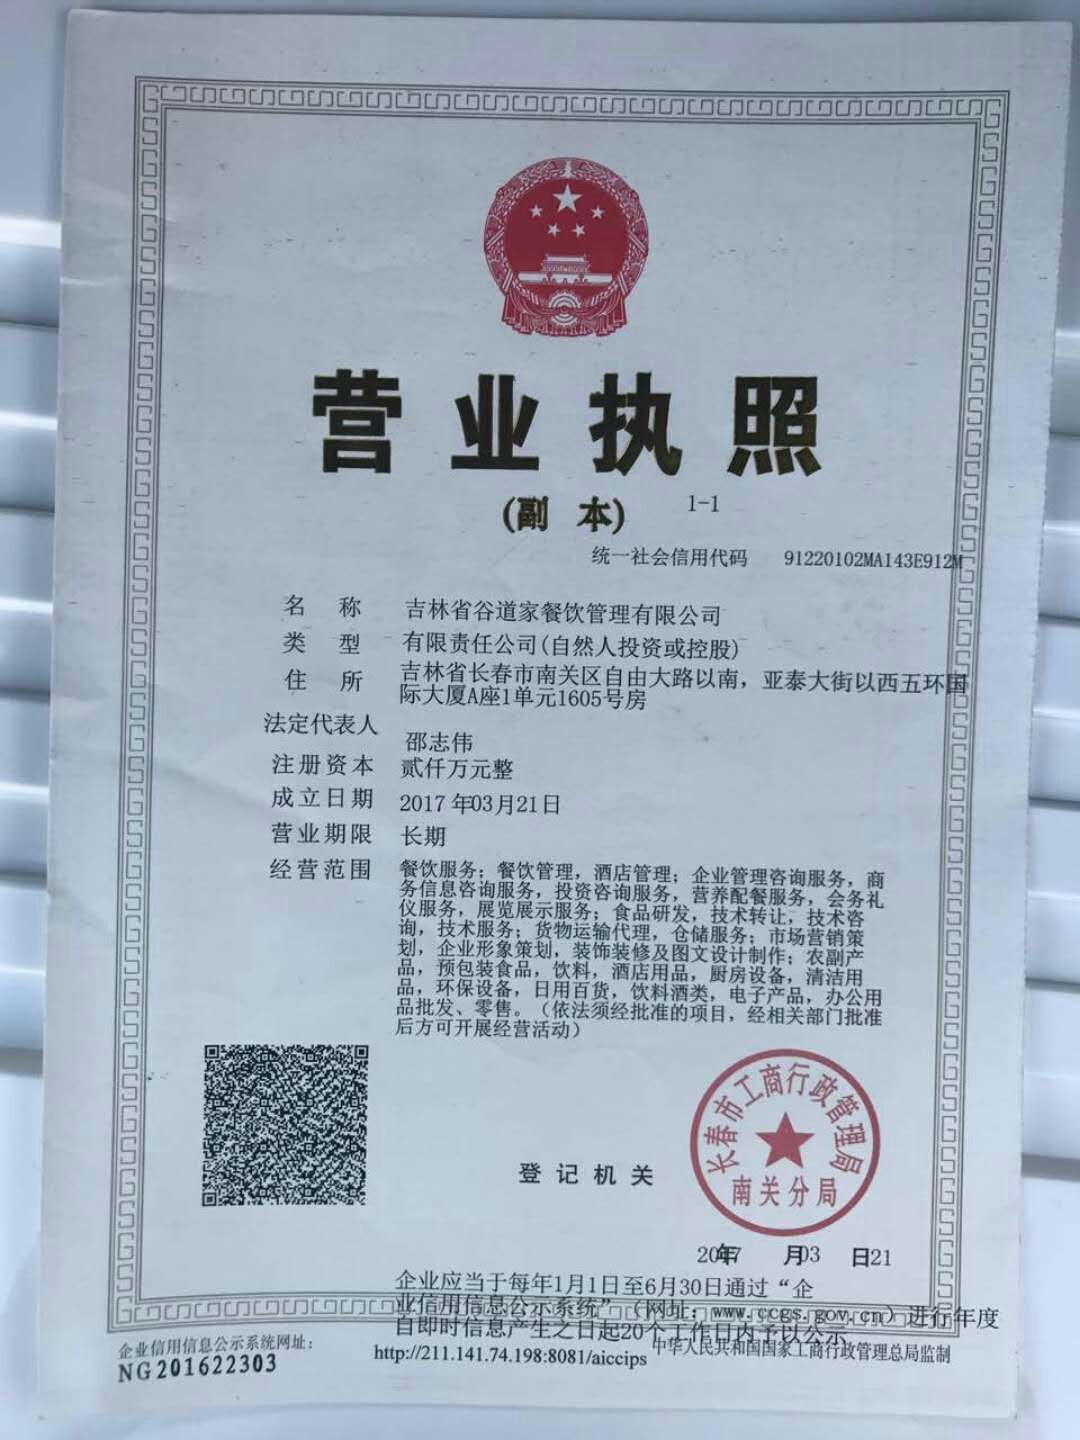 营业执照
(副 本) 1-1
统一社会信用代码 91220102MA143E912M
名称 吉林省谷道家餐饮管理有限公司
类型 有限责任公司(自然人投资或控股)
住所 吉林省长春市南关区自由大路以南，亚泰大街以西五环国
际大厦A座1单元1605号房
法定代表人 邵志伟
注册资本 贰仟万元整
成立日期 2017年03月21日
营业期限 长期
经营范围 餐饮服务；餐饮管理，酒店管理；企业管理咨询服务，商
务信息咨询服务，投资咨询服务，营养配餐服务，会务礼
仪服务，展览展示服务；食品研发，技术转让，技术咨
询，技术服务；货物运输代理，仓储服务；市场营销策
划，企业形象策划，装饰装修及图文设计制作；农副产
品，预包装食品，饮料，酒店用品，厨房设备，清洁用
品，环保设备，日用百货，饮料酒类，电子产品，办公用
品批发、零售。（依法须经批准的项目，经相关部门批准
后方可开展经营活动）
登记机关
长春市工商行政管理局
南关分局
2017年 月03 日21
企业应当于每年1月1日至6月30日通过“企
业信用信息公示系统”（网址：www.ccgs.gov.cn）进行年度
自即时信息产生之日起20个工作日内予以公示
企业信用信息公示系统网址：
http://211.141.74.198:8081/aiccips
中华人民共和国国家工商行政管理总局监制
NG201622303